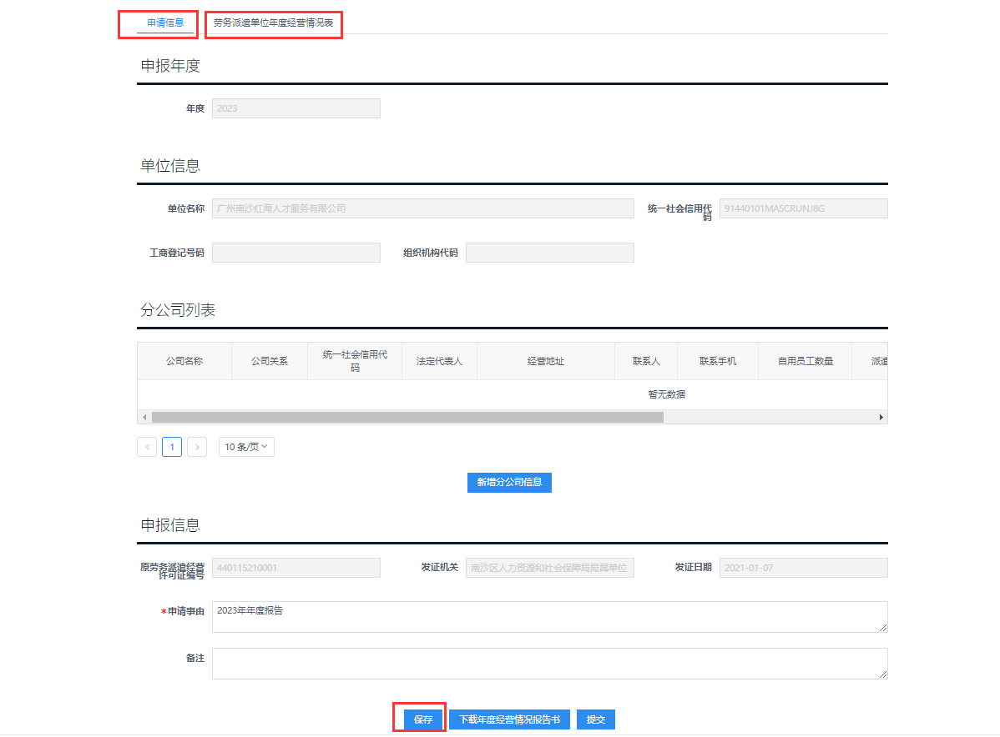 申请信息 劳务派遣单位年度经营情况表
申报年度
年度 2023
单位信息
单位名称 广州南沙红海人才服务有限公司 统一社会信用代
码 91440101MA5CRUNJ8G
工商登记号码 组织机构代码
分公司列表
公司名称 公司关系 统一社会信用代
码 法定代表人 经营地址 联系人 联系手机 自用员工数量 派遣
暂无数据
1 10 条/页
新增分公司信息
申报信息
原劳务派遣经营
许可证编号 440115210001 发证机关 南沙区人力资源和社会保障局局属单位 发证日期 2021-01-07
*申请事由 2023年年度报告
备注
保存 下载年度经营情况报告书 提交